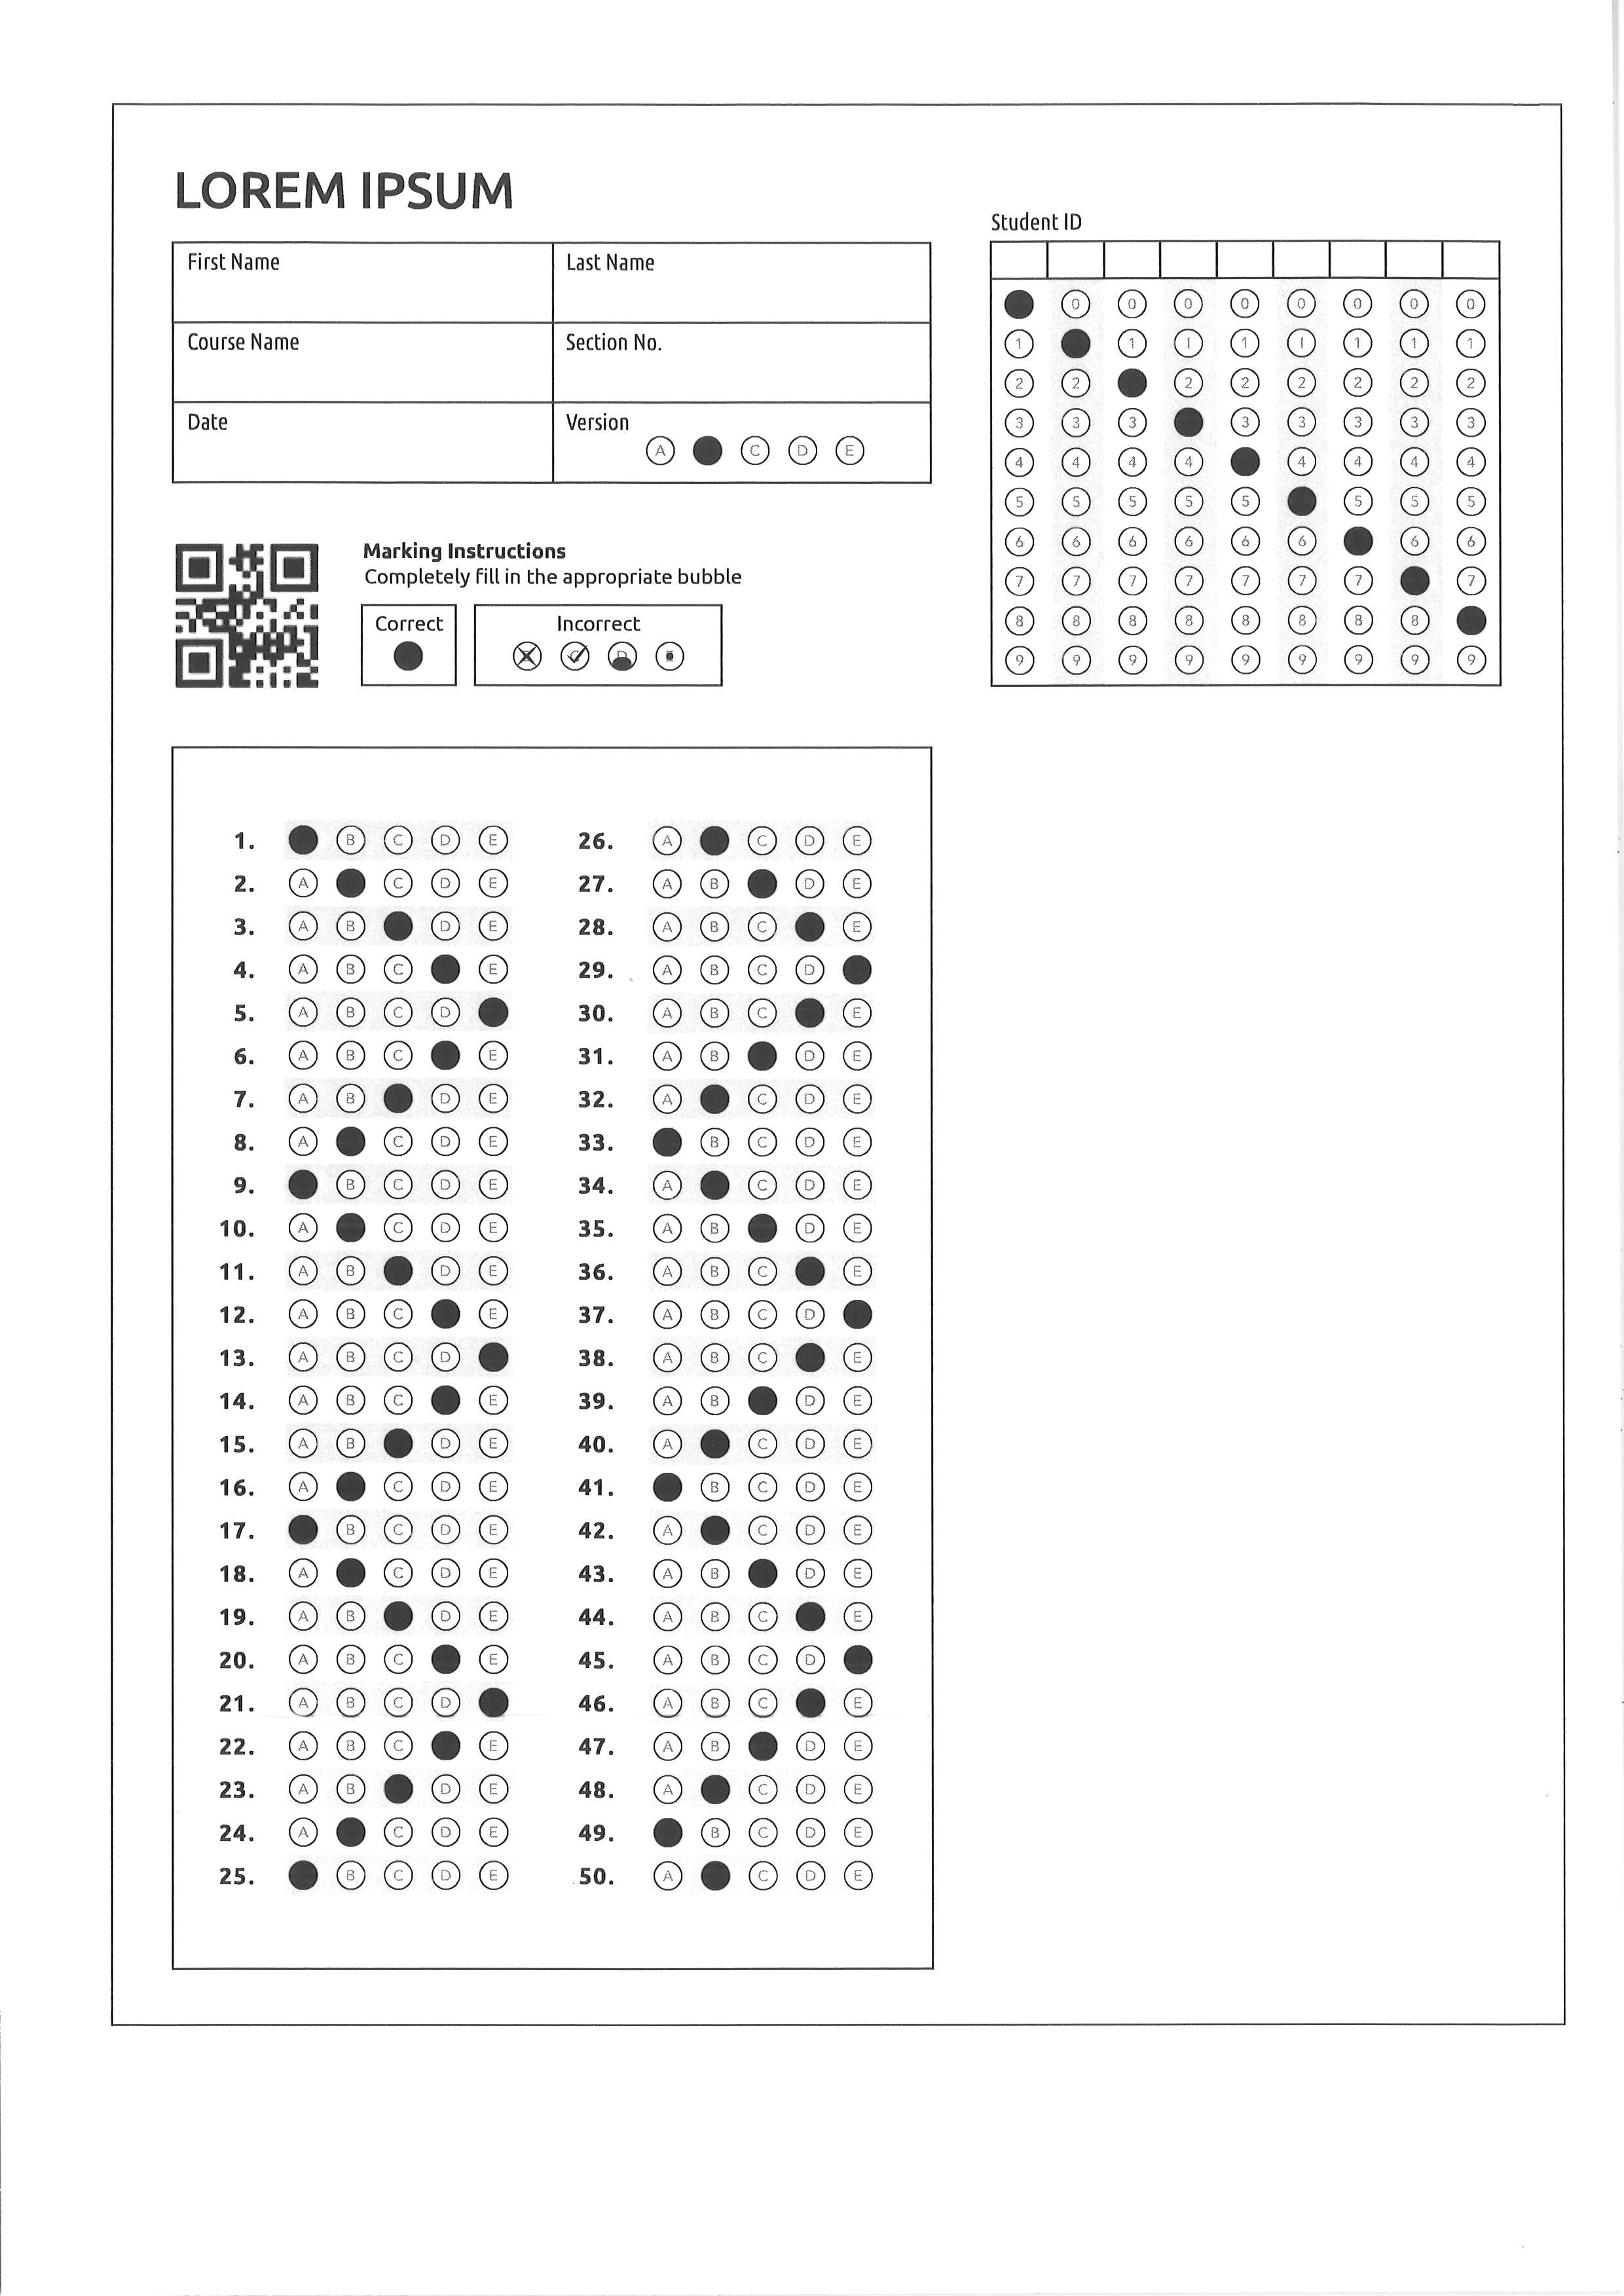 LOREM IPSUM
First Name
Last Name
Course Name
Section No.
Date
Version
A C D E
Student ID
0 0 0 0 0 0 0 0
1 1 1 1 1 1 1 1
2 2 2 2 2 2 2 2
3 3 3 3 3 3 3 3
4 4 4 4 4 4 4 4
5 5 5 5 5 5 5 5
6 6 6 6 6 6 6 6
7 7 7 7 7 7 7 7
8 8 8 8 8 8 8 8
9 9 9 9 9 9 9 9 9
Marking Instructions
Completely fill in the appropriate bubble
Correct
Incorrect
1. B C D E
2. A C D E
3. A B D E
4. A B C E
5. A B C D
6. A B C E
7. A B D E
8. A C D E
9. B C D E
10. A C D E
11. A B D E
12. A B C E
13. A B C D
14. A B C E
15. A B D E
16. A C D E
17. B C D E
18. A C D E
19. A B D E
20. A B C E
21. A B C D
22. A B C E
23. A B D E
24. A C D E
25. B C D E
26. A C D E
27. A B D E
28. A B C E
29. A B C D
30. A B C E
31. A B D E
32. A C D E
33. B C D E
34. A C D E
35. A B D E
36. A B C E
37. A B C D
38. A B C E
39. A B D E
40. A C D E
41. B C D E
42. A C D E
43. A B D E
44. A B C E
45. A B C D
46. A B C E
47. A B D E
48. A C D E
49. B C D E
50. A C D E